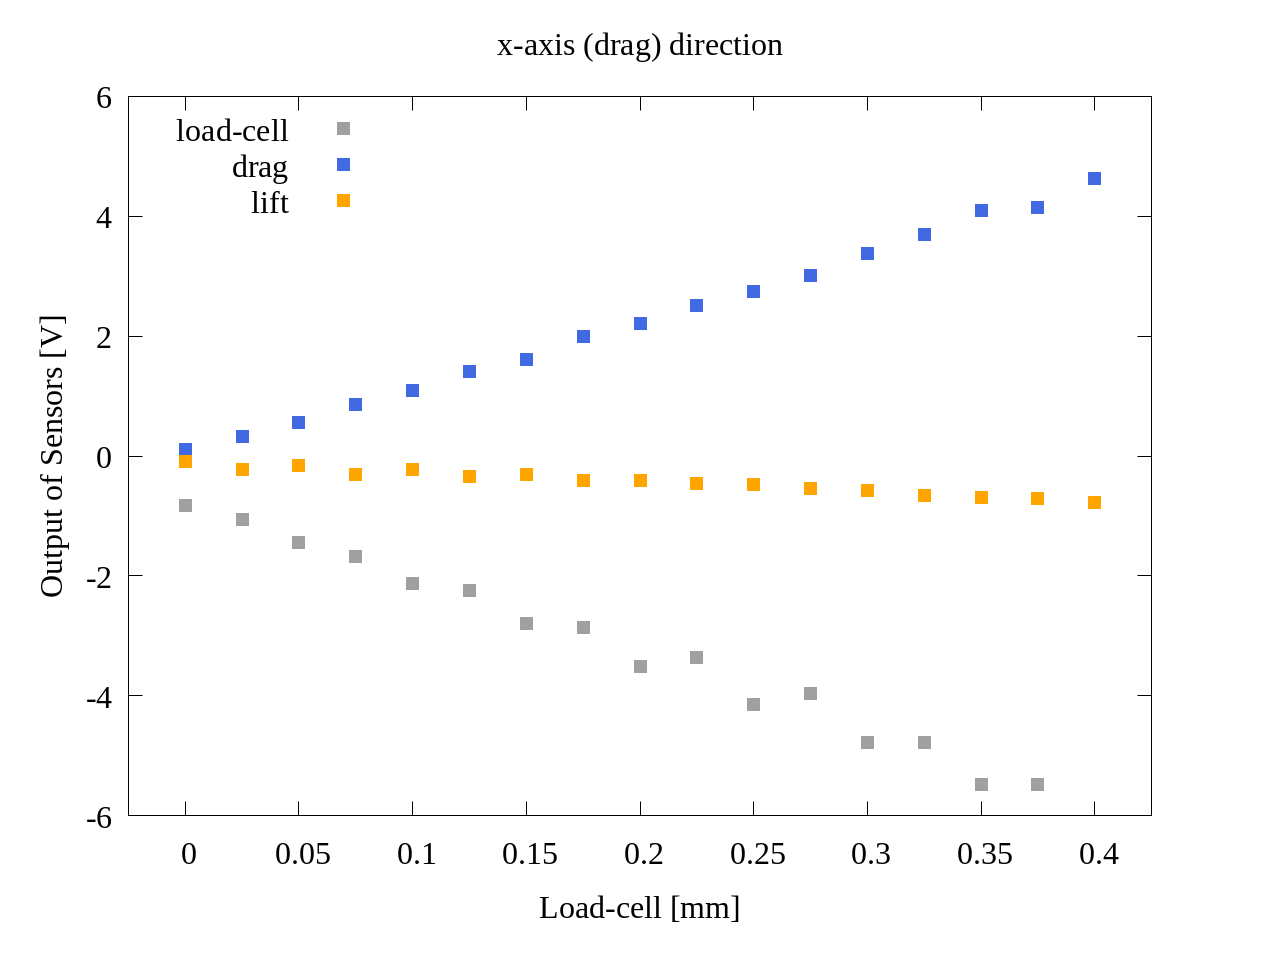 x-axis (drag) direction
load-cell
drag
lift
6
4
2
0
-2
-4
-6
Output of Sensors [V]
0 0.05 0.1 0.15 0.2 0.25 0.3 0.35 0.4
Load-cell [mm]